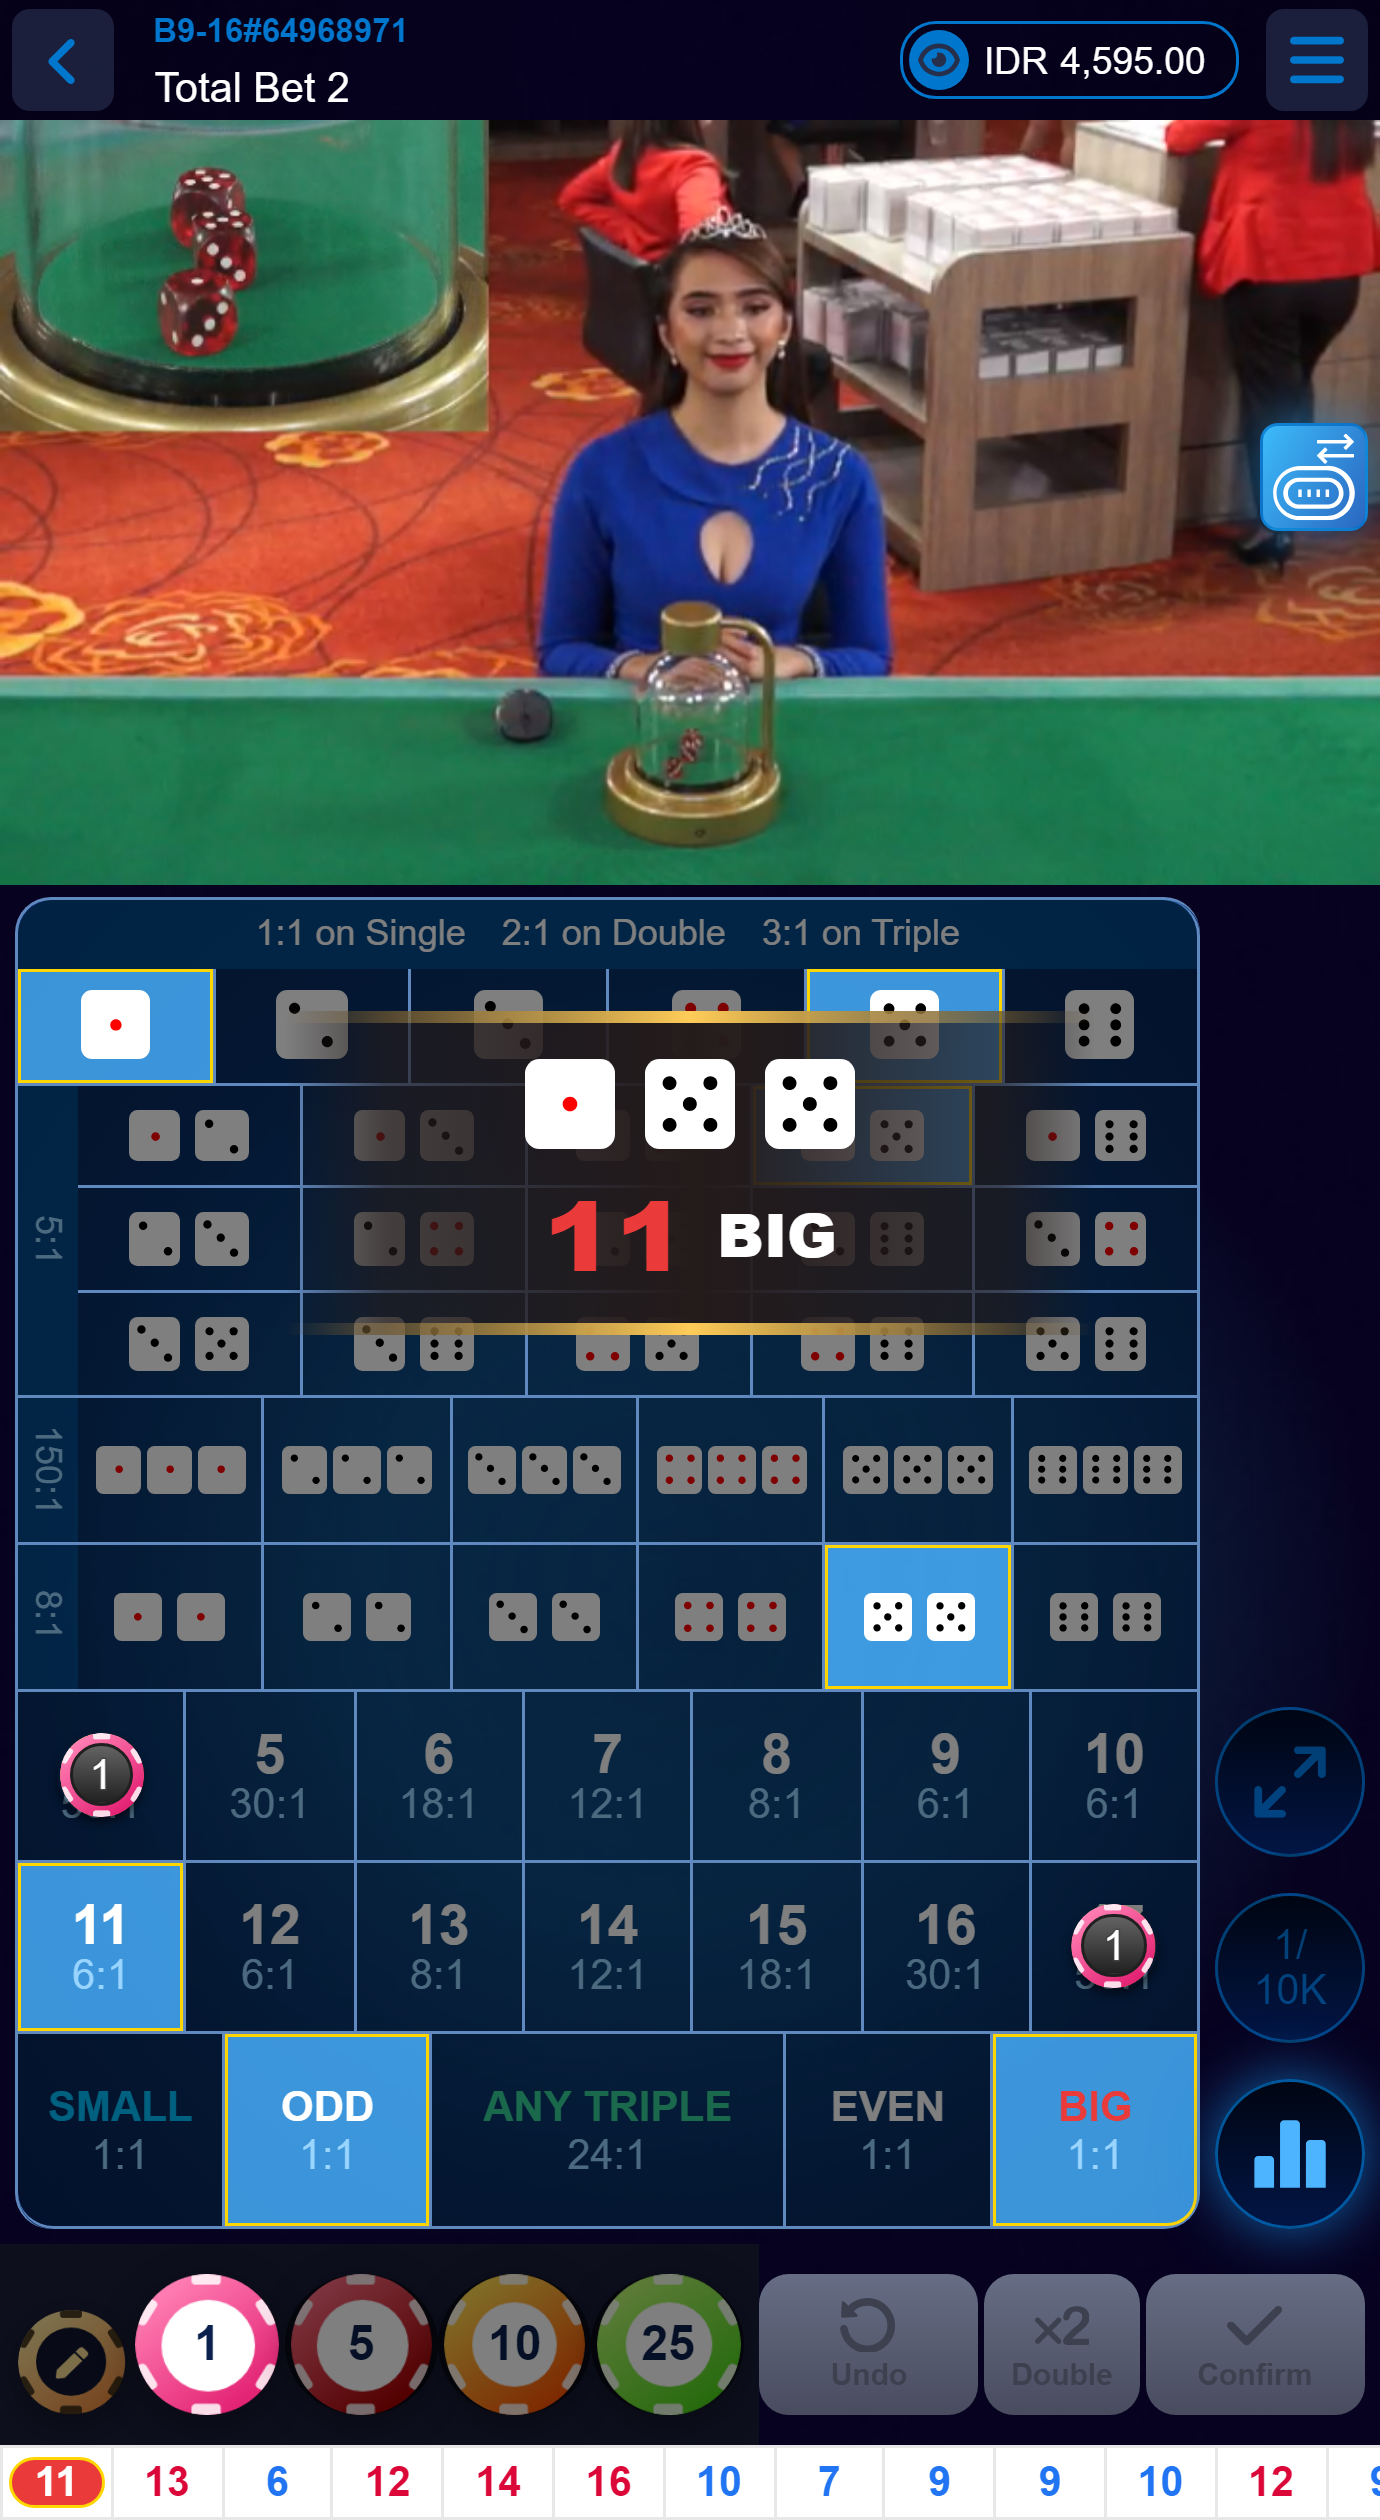 B9-16#64968971
Total Bet 2
IDR 4,595.00
1:1 on Single 2:1 on Double 3:1 on Triple
11 BIG
5:1
150:1
8:1
1
5 6 7 8 9 10
30:1 18:1 12:1 8:1 6:1 6:1
11 12 13 14 15 16 1
6:1 6:1 8:1 12:1 18:1 30:1
1/
10K
SMALL ODD ANY TRIPLE EVEN BIG
1:1 1:1 24:1 1:1 1:1
1 5 10 25
x2
Undo Double Confirm
11 13 6 12 14 16 10 7 9 9 10 12